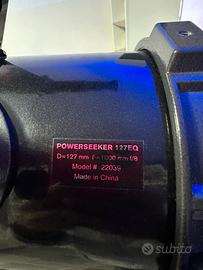 POWERSEEKER 127EQ
D=127 mm F=1000 mm f/8
Model # 22039
Made in China
subito